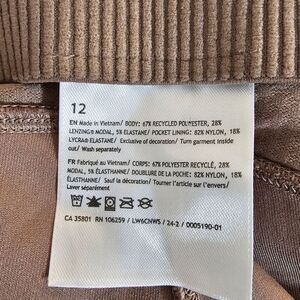 12
EN Made in Vietnam/ BODY: 67% RECYCLED POLYESTER, 28%
LENZING® MODAL, 5% ELASTANE/ POCKET LINING: 82% NYLON, 18%
LYCRA® ELASTANE/ Exclusive of decoration/ Turn garment inside
out/ Wash separately
FR Fabriqué au Vietnam/ CORPS: 67% POLYESTER RECYCLÉ, 28%
MODAL, 5% ÉLASTHANNE/ DOUBLURE DE LA POCHE: 82% NYLON, 18%
ÉLASTHANNE/ Sauf la décoration/ Tourner l'article sur l'envers/
Laver séparément
CA 35801 RN 106259 / LW6CNWS / 24-2 / 0005190-01